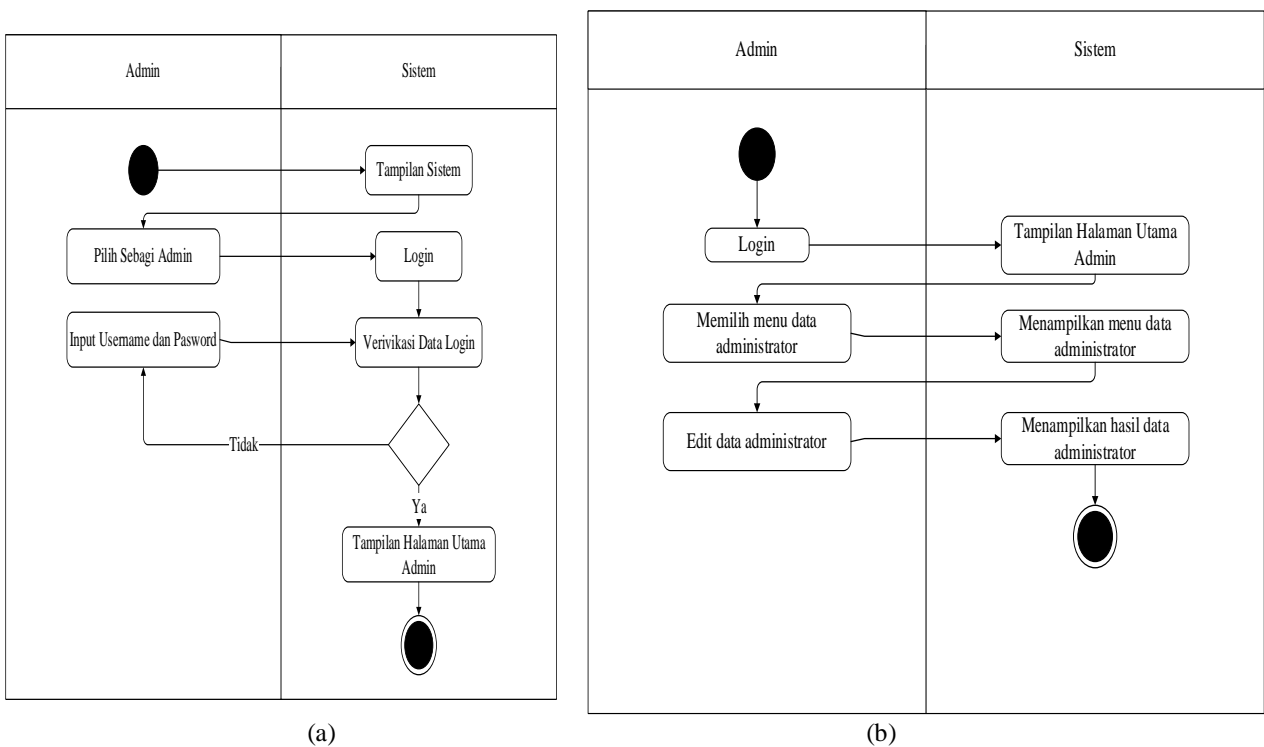 Admin
Sistem
Tampilan Sistem
Pilih Sebagi Admin
Login
Input Username dan Pasword
Verivikasi Data Login
Tidak
Ya
Tampilan Halaman Utama
Admin
(a)
Admin
Sistem
Login
Tampilan Halaman Utama
Admin
Memilih menu data
administrator
Menampilkan menu data
administrator
Edit data administrator
Menampilkan hasil data
administrator
(b)